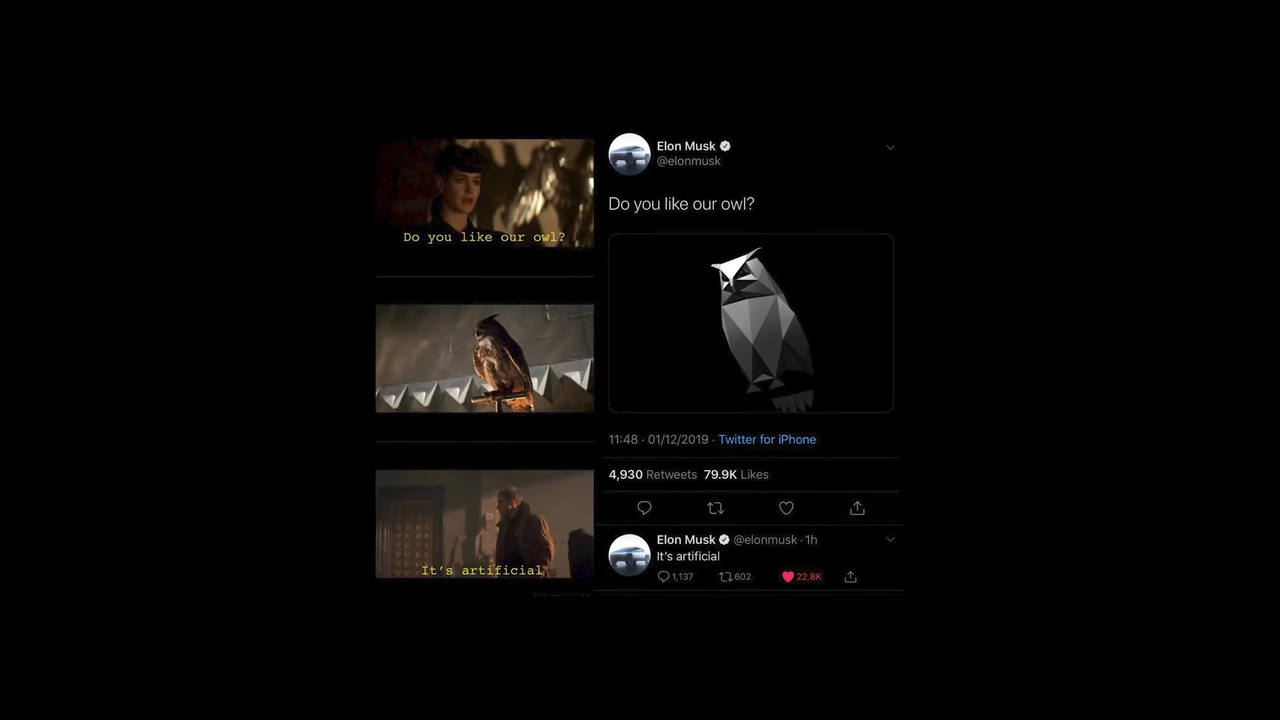 Do you like our owl?
It's artificial
Elon Musk
@elonmusk
Do you like our owl?
11:48 · 01/12/2019 · Twitter for iPhone
4,930 Retweets 79.9K Likes
Elon Musk @elonmusk · 1h
It's artificial
1,137 602 22.8K